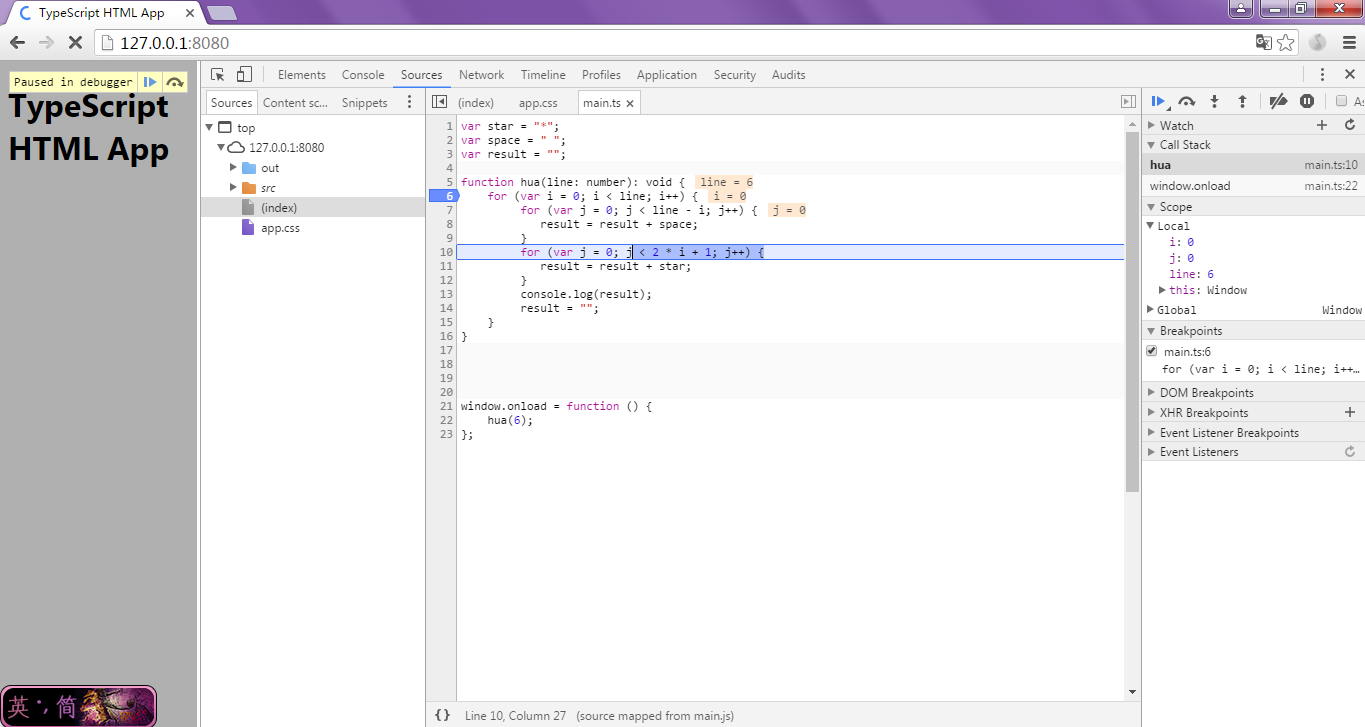 TypeScript HTML App
127.0.0.1:8080
Paused in debugger
TypeScript
HTML App
Elements Console Sources Network Timeline Profiles Application Security Audits
Sources Content sc... Snippets
(index) app.css main.ts
As
top
127.0.0.1:8080
out
src
(index)
app.css
1 var star = "*";
2 var space = " ";
3 var result = "";
4
5 function hua(line: number): void { line = 6
6 for (var i = 0; i < line; i++) { i = 0
7 for (var j = 0; j < line - i; j++) { j = 0
8 result = result + space;
9 }
10 for (var j = 0; j < 2 * i + 1; j++) {
11 result = result + star;
12 }
13 console.log(result);
14 result = "";
15 }
16 }
17
18
19
20
21 window.onload = function () {
22 hua(6);
23 };
{} Line 10, Column 27 (source mapped from main.js)
Watch
Call Stack
hua main.ts:10
window.onload main.ts:22
Scope
Local
i: 0
j: 0
line: 6
this: Window
Global Window
Breakpoints
main.ts:6
for (var i = 0; i < line; i++…
DOM Breakpoints
XHR Breakpoints
Event Listener Breakpoints
Event Listeners
英 简